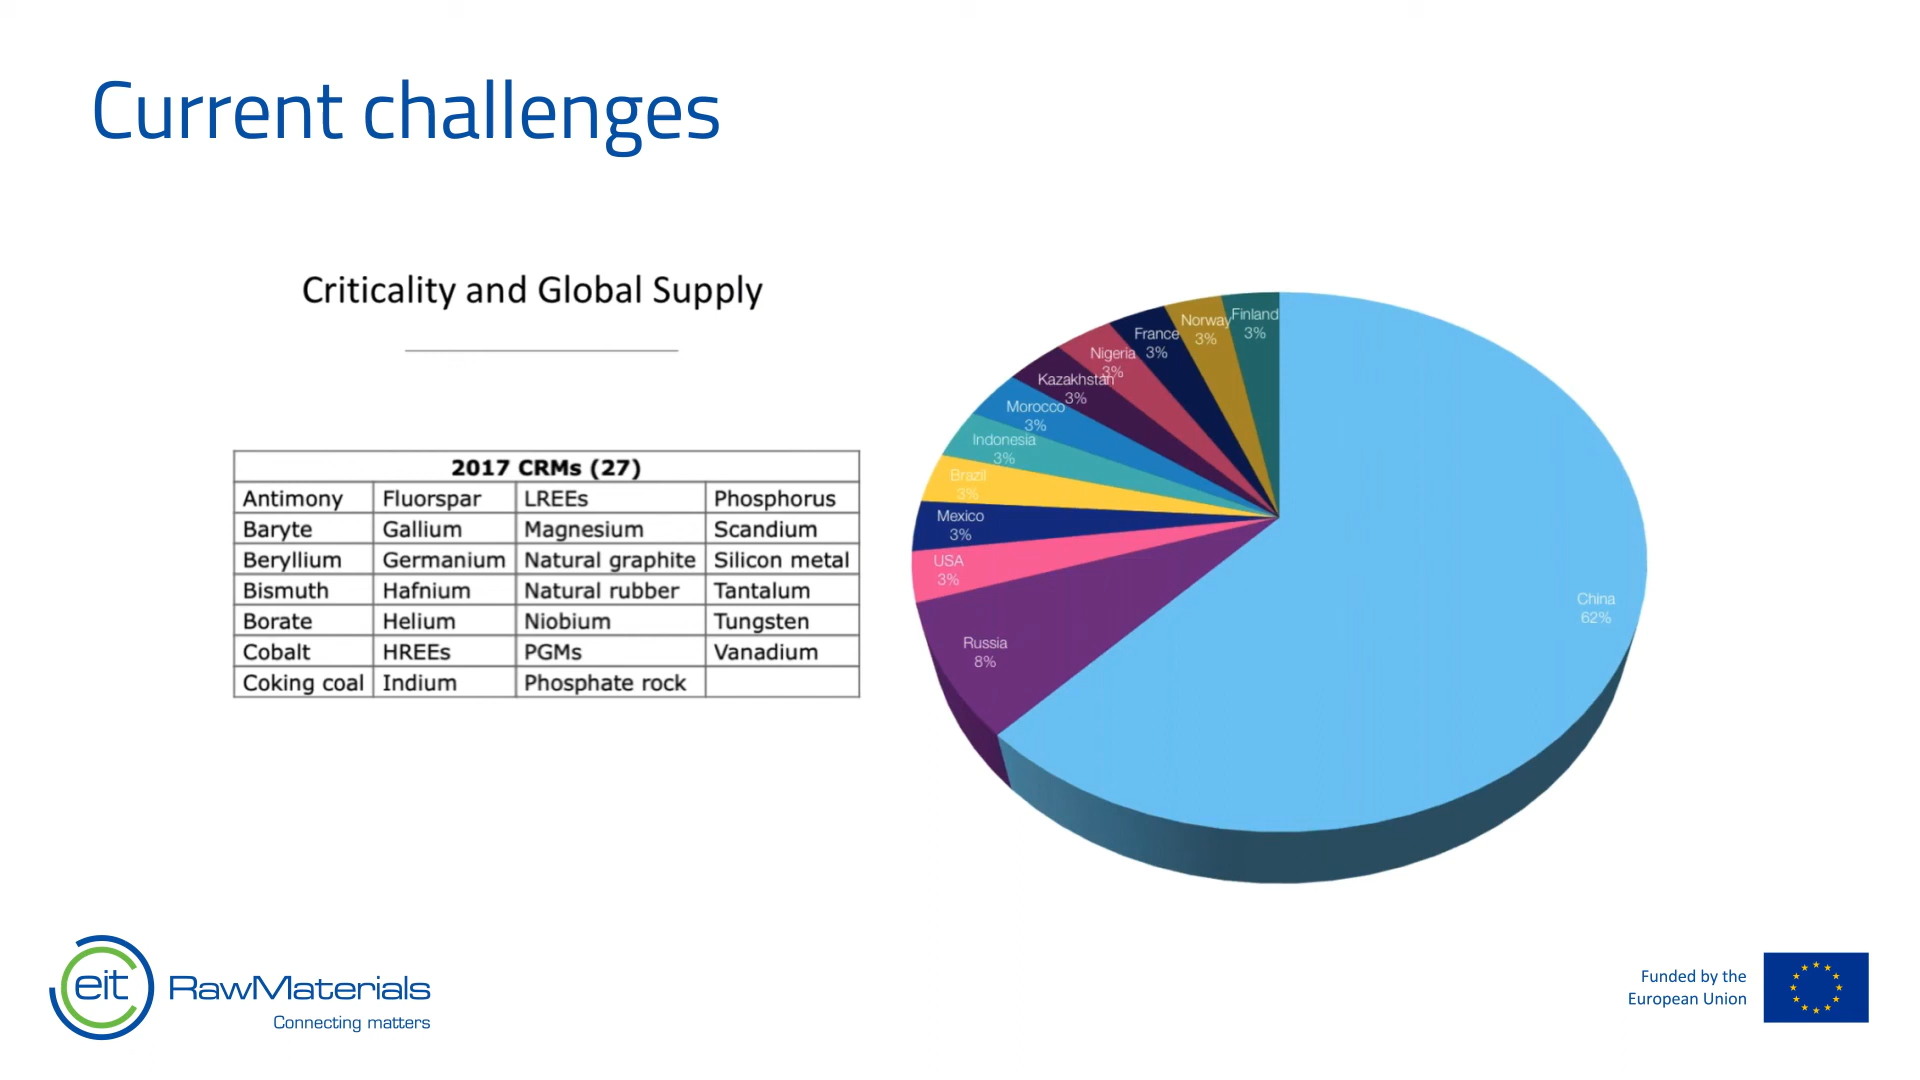 Current challenges
Criticality and Global Supply
2017 CRMs (27)
Antimony Fluorspar LREEs Phosphorus
Baryte Gallium Magnesium Scandium
Beryllium Germanium Natural graphite Silicon metal
Bismuth Hafnium Natural rubber Tantalum
Borate Helium Niobium Tungsten
Cobalt HREEs PGMs Vanadium
Coking coal Indium Phosphate rock
Finland
3%
Norway
3%
France
3%
Nigeria
3%
Kazakhstan
3%
Morocco
3%
Indonesia
3%
Brazil
3%
Mexico
3%
USA
3%
Russia
8%
China
62%
eit RawMaterials
Connecting matters
Funded by the
European Union